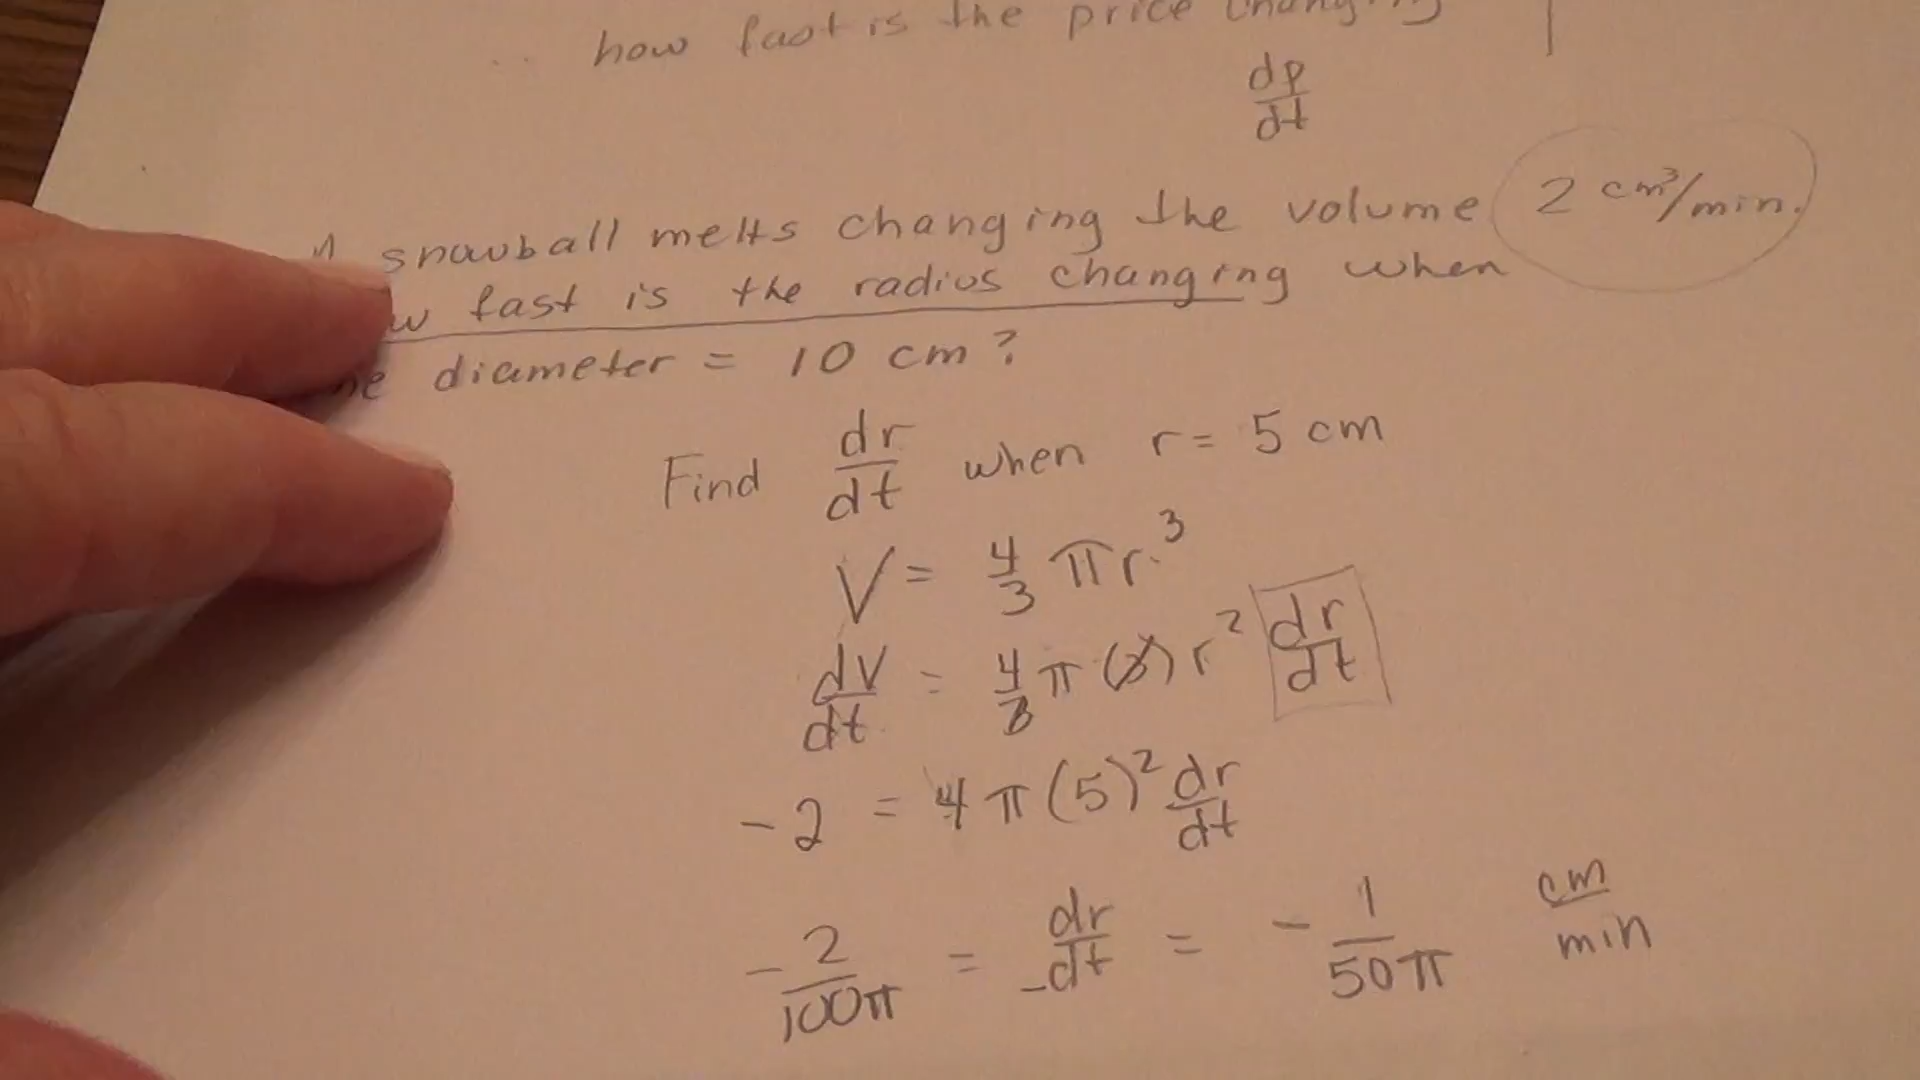 how fast is the price changing
dp/dt
A snowball melts changing the volume 2 cm³/min.
fast is the radius changing when
diameter = 10 cm?
Find dr/dt when r = 5 cm
V = 4/3 πr³
dV/dt = 4/3 π (3) r² dr/dt
-2 = 4π(5)² dr/dt
-2/100π = dr/dt = -1/50π cm/min